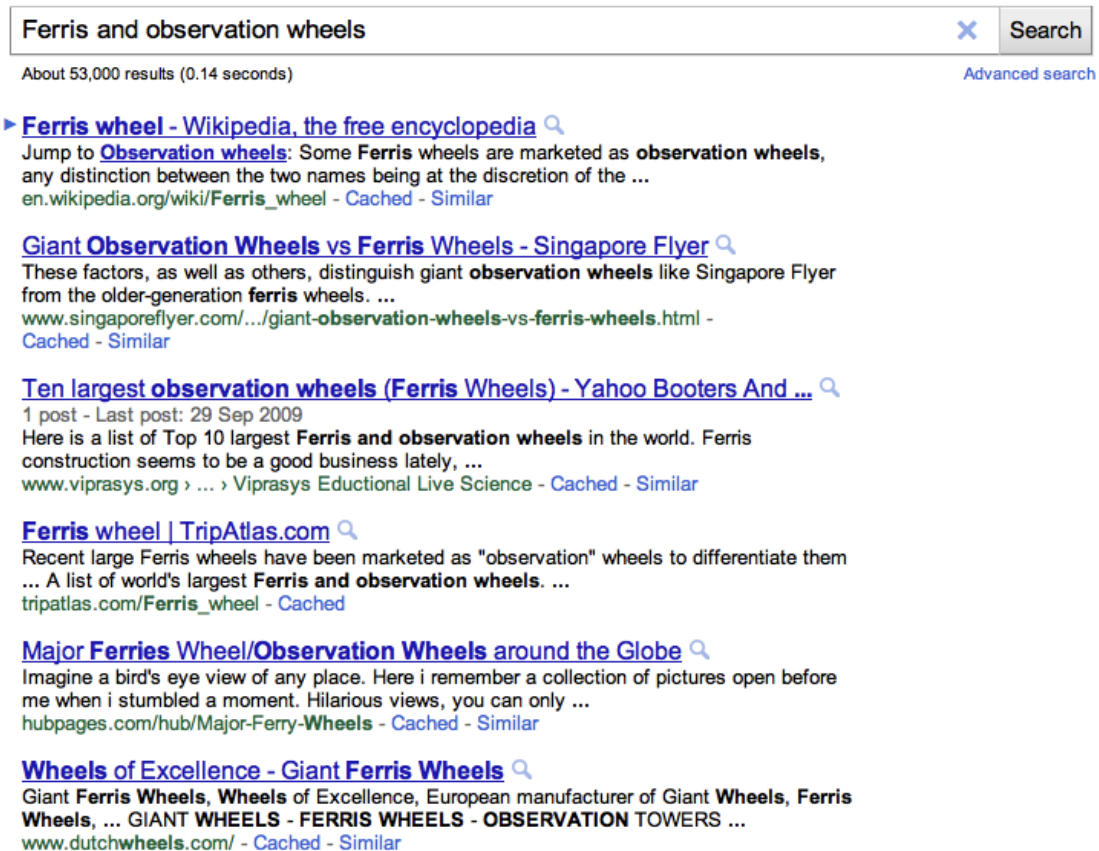 Ferris and observation wheels
Search
About 53,000 results (0.14 seconds)
Advanced search
Ferris wheel - Wikipedia, the free encyclopedia
Jump to Observation wheels: Some Ferris wheels are marketed as observation wheels,
any distinction between the two names being at the discretion of the ...
en.wikipedia.org/wiki/Ferris_wheel - Cached - Similar
Giant Observation Wheels vs Ferris Wheels - Singapore Flyer
These factors, as well as others, distinguish giant observation wheels like Singapore Flyer
from the older-generation ferris wheels. ...
www.singaporeflyer.com/.../giant-observation-wheels-vs-ferris-wheels.html -
Cached - Similar
Ten largest observation wheels (Ferris Wheels) - Yahoo Booters And ...
1 post - Last post: 29 Sep 2009
Here is a list of Top 10 largest Ferris and observation wheels in the world. Ferris
construction seems to be a good business lately, ...
www.viprasys.org › ... › Viprasys Eductional Live Science - Cached - Similar
Ferris wheel | TripAtlas.com
Recent large Ferris wheels have been marketed as "observation" wheels to differentiate them
... A list of world's largest Ferris and observation wheels. ...
tripatlas.com/Ferris_wheel - Cached
Major Ferries Wheel/Observation Wheels around the Globe
Imagine a bird's eye view of any place. Here i remember a collection of pictures open before
me when i stumbled a moment. Hilarious views, you can only ...
hubpages.com/hub/Major-Ferry-Wheels - Cached - Similar
Wheels of Excellence - Giant Ferris Wheels
Giant Ferris Wheels, Wheels of Excellence, European manufacturer of Giant Wheels, Ferris
Wheels, ... GIANT WHEELS - FERRIS WHEELS - OBSERVATION TOWERS ...
www.dutchwheels.com/ - Cached - Similar